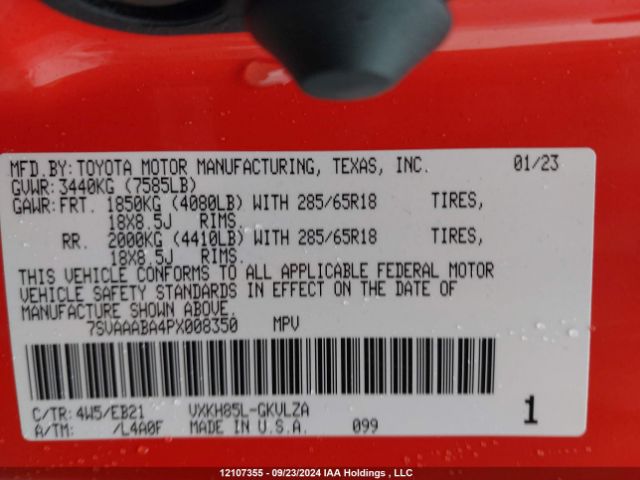 MFD.BY:TOYOTA MOTOR MANUFACTURING, TEXAS, INC. 01/23
GVWR:3440KG (7585LB)
GAWR:FRT. 1850KG (4080LB) WITH 285/65R18 TIRES,
18X8.5J RIMS.
RR. 2000KG (4410LB) WITH 285/65R18 TIRES,
18X8.5J RIMS.
THIS VEHICLE CONFORMS TO ALL APPLICABLE FEDERAL MOTOR
VEHICLE SAFETY STANDARDS IN EFFECT ON THE DATE OF
MANUFACTURE SHOWN ABOVE.
7SVAAABA4PX008350 MPV
C/TR:4W5/EB21 VXKH85L-GKVLZA
A/TM: /L4A0F MADE IN U.S.A. 099 1
12107355 - 09/23/2024 IAA Holdings , LLC